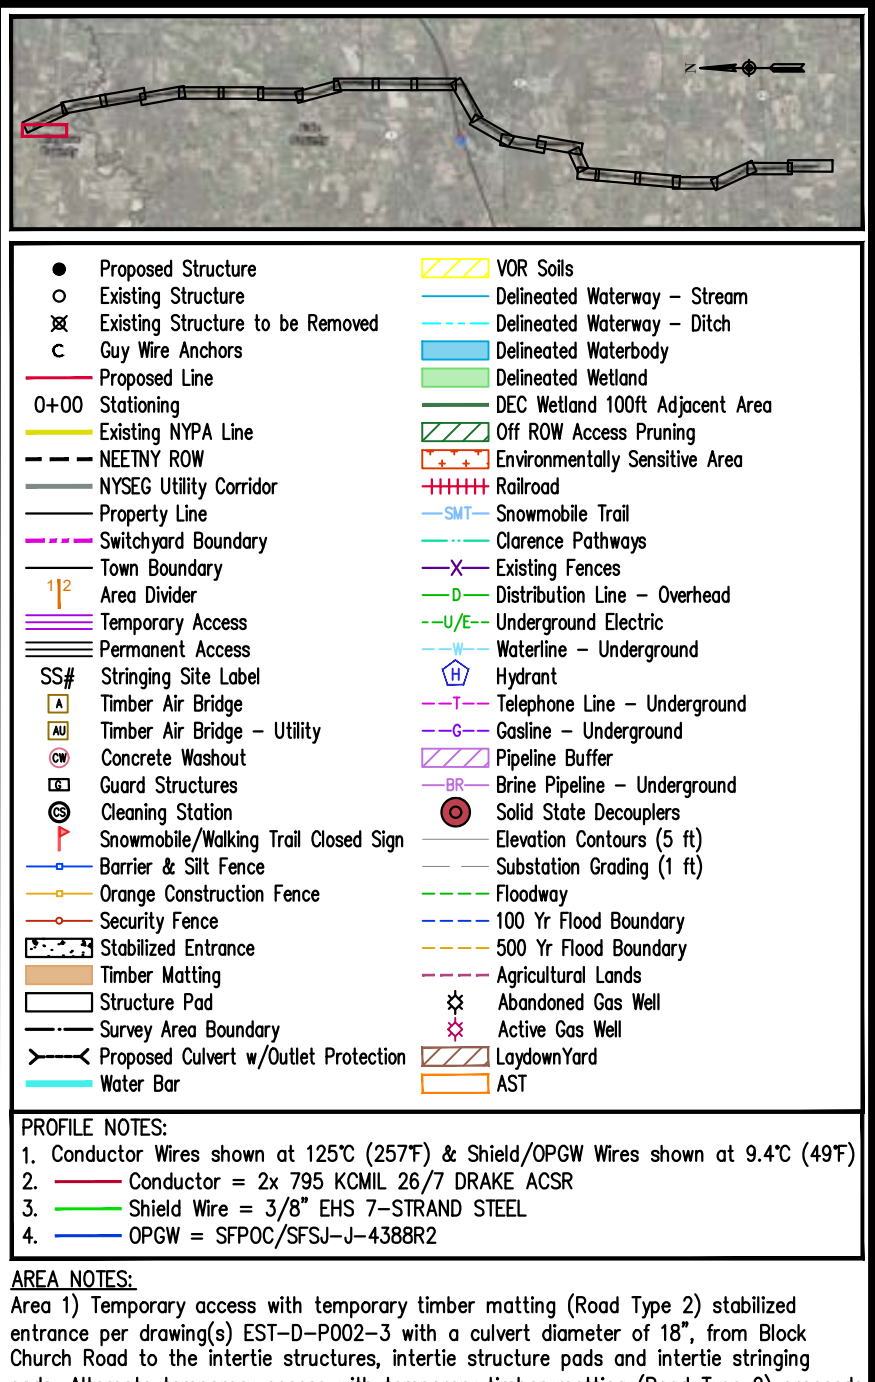 N
Proposed Structure
Existing Structure
Existing Structure to be Removed
C Guy Wire Anchors
Proposed Line
0+00 Stationing
Existing NYPA Line
NEETNY ROW
NYSEG Utility Corridor
Property Line
Switchyard Boundary
Town Boundary
1 2 Area Divider
Temporary Access
Permanent Access
SS# Stringing Site Label
A Timber Air Bridge
AU Timber Air Bridge - Utility
CW Concrete Washout
G Guard Structures
CS Cleaning Station
Snowmobile/Walking Trail Closed Sign
Barrier & Silt Fence
Orange Construction Fence
Security Fence
Stabilized Entrance
Timber Matting
Structure Pad
Survey Area Boundary
Proposed Culvert w/Outlet Protection
Water Bar
VOR Soils
Delineated Waterway - Stream
Delineated Waterway - Ditch
Delineated Waterbody
Delineated Wetland
DEC Wetland 100ft Adjacent Area
Off ROW Access Pruning
Environmentally Sensitive Area
Railroad
SMT Snowmobile Trail
Clarence Pathways
X Existing Fences
D Distribution Line - Overhead
U/E Underground Electric
W Waterline - Underground
H Hydrant
T Telephone Line - Underground
G Gasline - Underground
Pipeline Buffer
BR Brine Pipeline - Underground
Solid State Decouplers
Elevation Contours (5 ft)
Substation Grading (1 ft)
Floodway
100 Yr Flood Boundary
500 Yr Flood Boundary
Agricultural Lands
Abandoned Gas Well
Active Gas Well
LaydownYard
AST
PROFILE NOTES:
1. Conductor Wires shown at 125°C (257°F) & Shield/OPGW Wires shown at 9.4°C (49°F)
2. Conductor = 2x 795 KCMIL 26/7 DRAKE ACSR
3. Shield Wire = 3/8" EHS 7-STRAND STEEL
4. OPGW = SFPOC/SFSJ-J-4388R2
AREA NOTES:
Area 1) Temporary access with temporary timber matting (Road Type 2) stabilized
entrance per drawing(s) EST-D-P002-3 with a culvert diameter of 18", from Block
Church Road to the intertie structures, intertie structure pads and intertie stringing